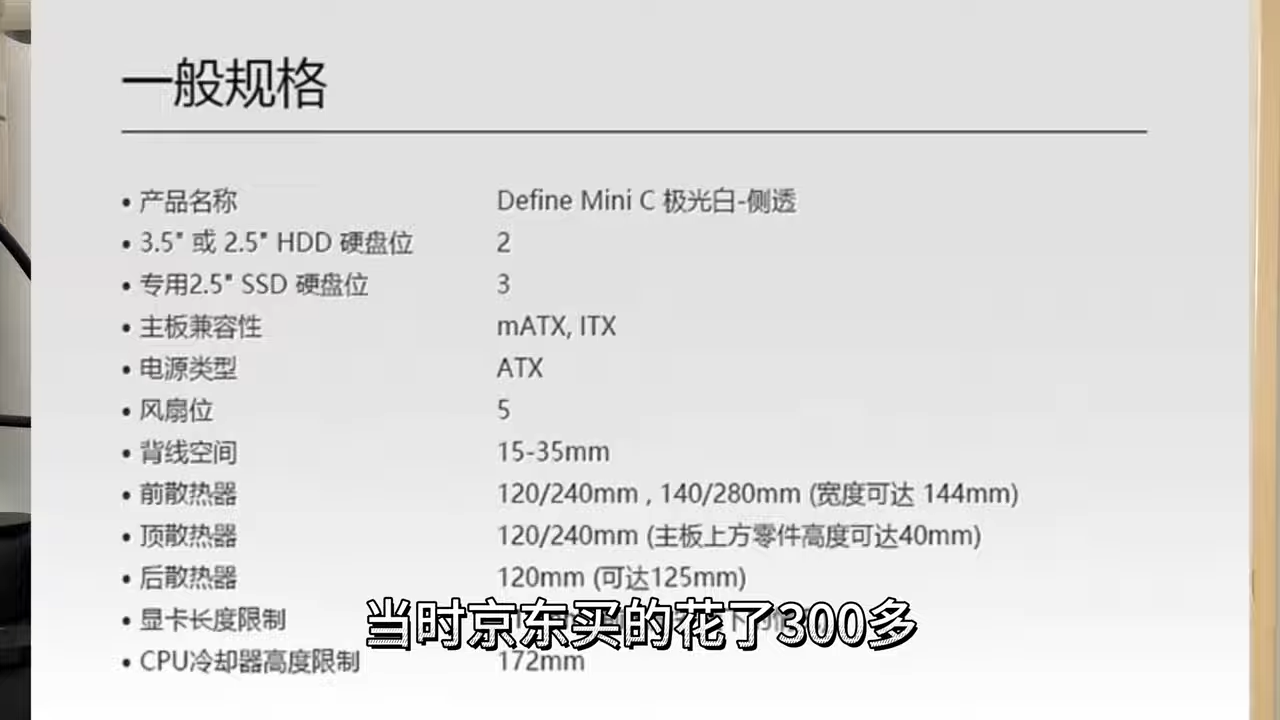 一般规格
• 产品名称 Define Mini C 极光白-侧透
• 3.5" 或 2.5" HDD 硬盘位 2
• 专用2.5" SSD 硬盘位 3
• 主板兼容性 mATX, ITX
• 电源类型 ATX
• 风扇位 5
• 背线空间 15-35mm
• 前散热器 120/240mm , 140/280mm (宽度可达 144mm)
• 顶散热器 120/240mm (主板上方零件高度可达40mm)
• 后散热器 120mm (可达125mm)
• 显卡长度限制
当时京东买的花了300多
• CPU冷却器高度限制 172mm